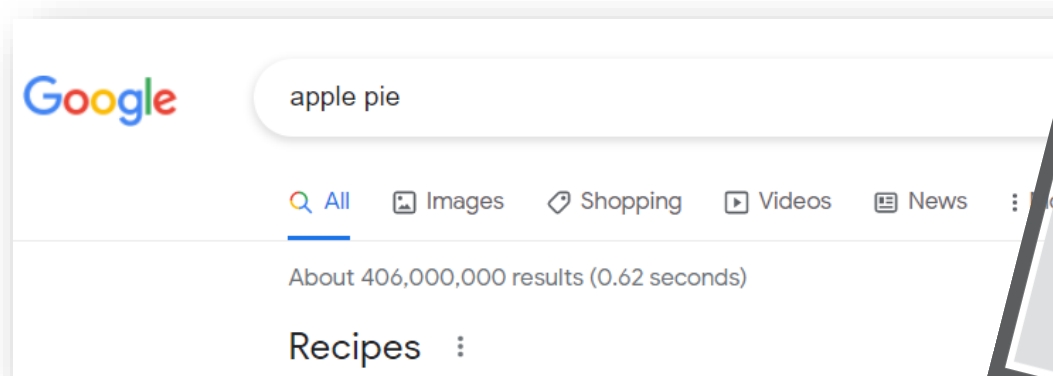 Google
apple pie
All Images Shopping Videos News
About 406,000,000 results (0.62 seconds)
Recipes